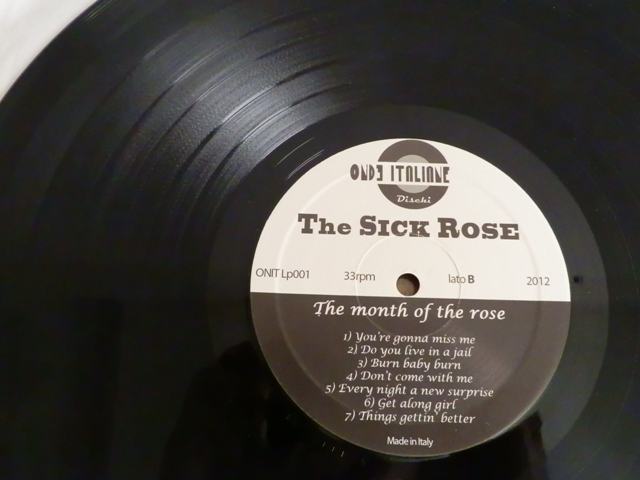 OND∃ ITALIANE
Dischi
The Sick Rose
ONIT Lp001 33rpm lato B 2012
The month of the rose
1) You're gonna miss me
2) Do you live in a jail
3) Burn baby burn
4) Don't come with me
5) Every night a new surprise
6) Get along girl
7) Things gettin' better
Made in Italy